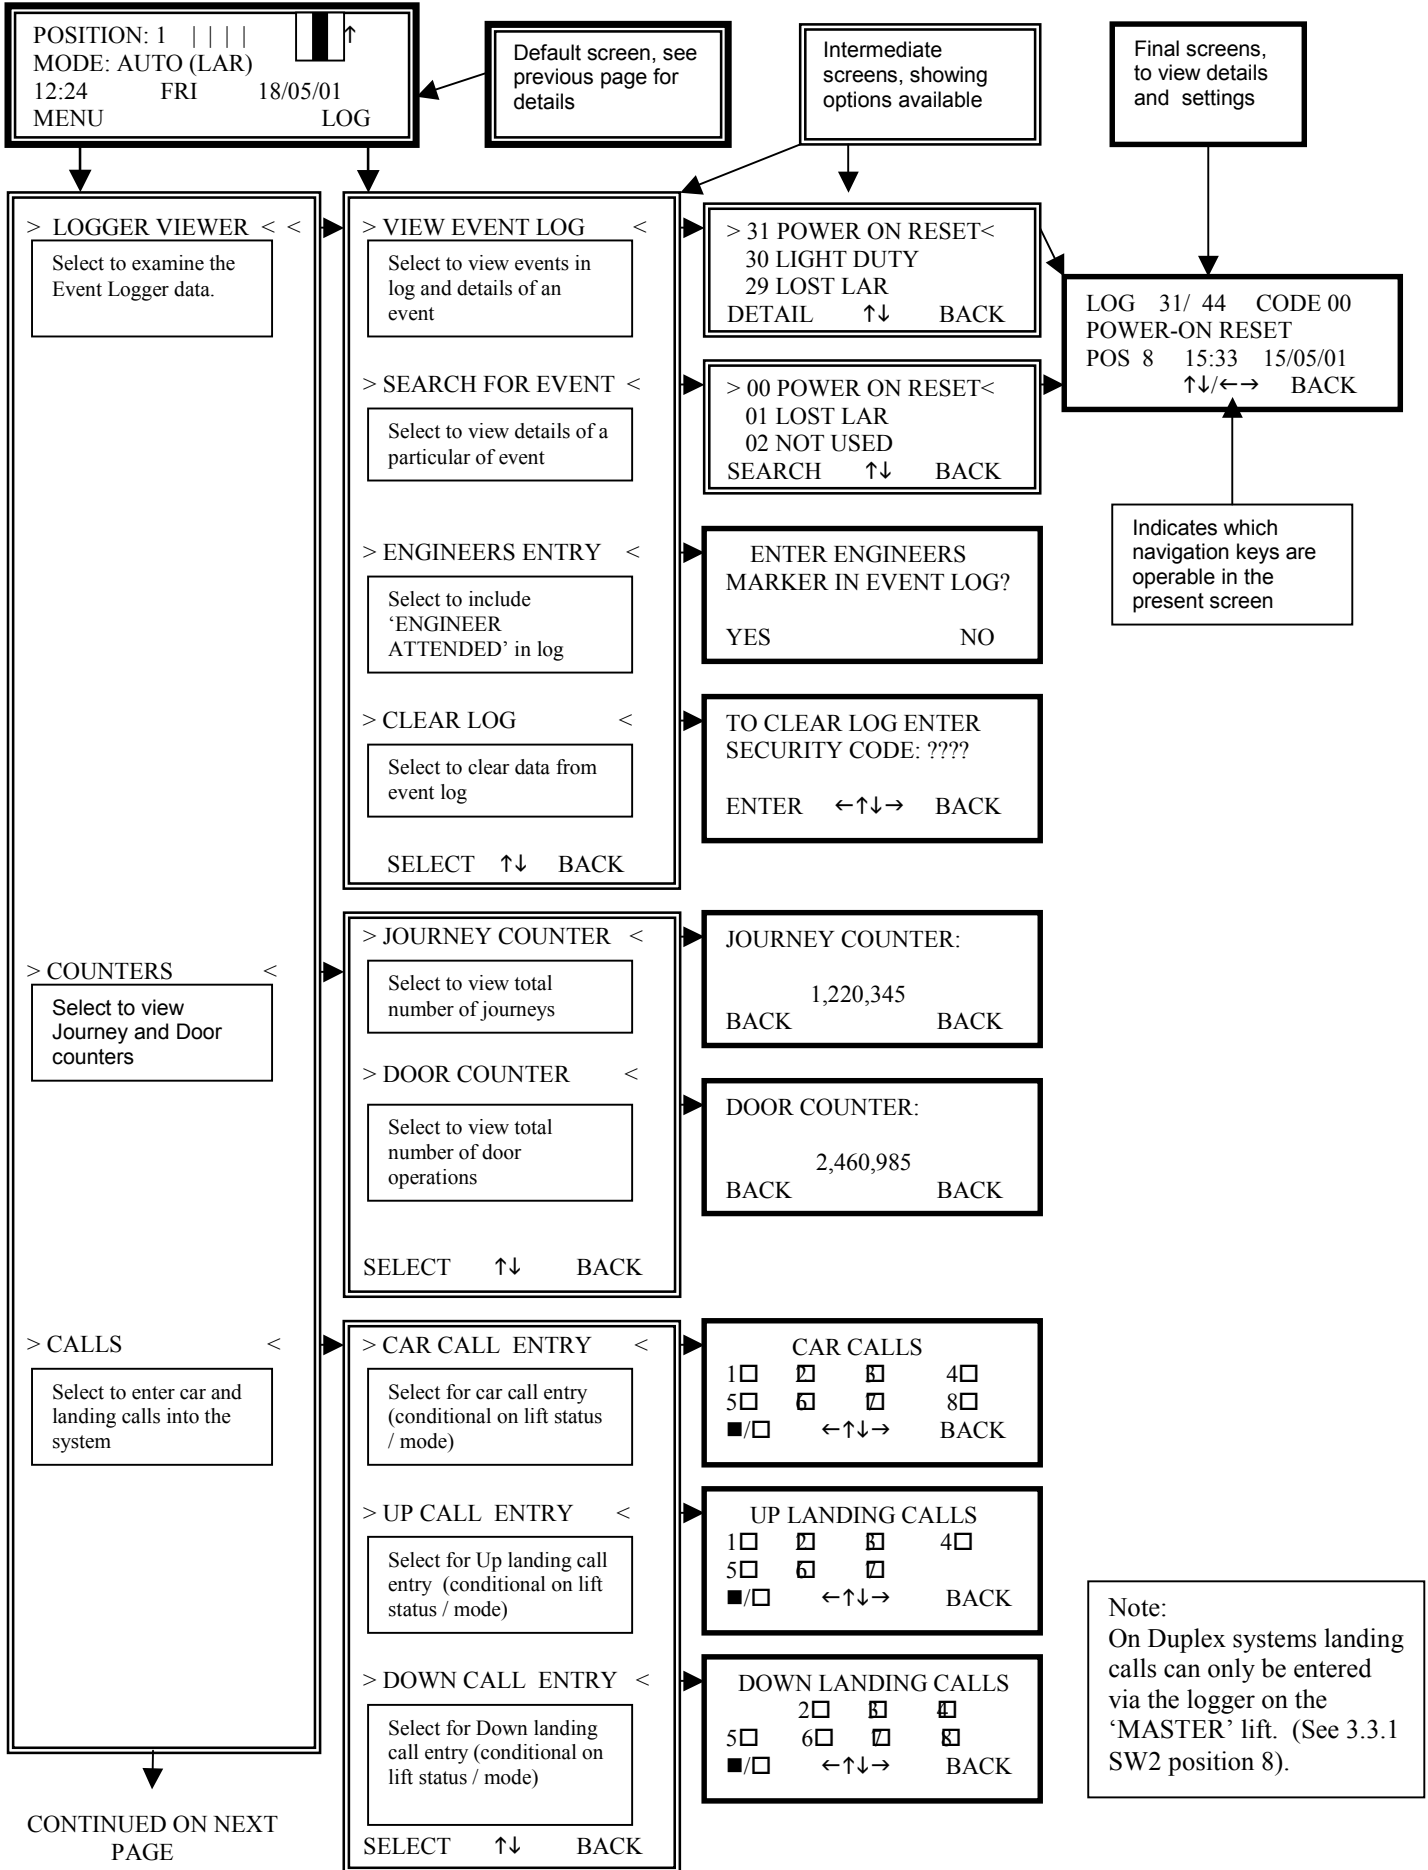 POSITION: 1 | | | | ↑
MODE: AUTO (LAR)
12:24 FRI 18/05/01
MENU LOG
Default screen, see
previous page for
details
Intermediate
screens, showing
options available
Final screens,
to view details
and settings
> LOGGER VIEWER < <
Select to examine the
Event Logger data.
> COUNTERS <
Select to view
Journey and Door
counters
> CALLS <
Select to enter car and
landing calls into the
system
CONTINUED ON NEXT
PAGE
> VIEW EVENT LOG <
Select to view events in
log and details of an
event
> SEARCH FOR EVENT <
Select to view details of a
particular of event
> ENGINEERS ENTRY <
Select to include
‘ENGINEER
ATTENDED’ in log
> CLEAR LOG <
Select to clear data from
event log
SELECT ↑↓ BACK
> 31 POWER ON RESET<
30 LIGHT DUTY
29 LOST LAR
DETAIL ↑↓ BACK
> 00 POWER ON RESET<
01 LOST LAR
02 NOT USED
SEARCH ↑↓ BACK
LOG 31/ 44 CODE 00
POWER-ON RESET
POS 8 15:33 15/05/01
↑↓/←→ BACK
Indicates which
navigation keys are
operable in the
present screen
ENTER ENGINEERS
MARKER IN EVENT LOG?
YES NO
TO CLEAR LOG ENTER
SECURITY CODE: ????
ENTER ←↑↓→ BACK
> JOURNEY COUNTER <
Select to view total
number of journeys
> DOOR COUNTER <
Select to view total
number of door
operations
SELECT ↑↓ BACK
JOURNEY COUNTER:
1,220,345
BACK BACK
DOOR COUNTER:
2,460,985
BACK BACK
> CAR CALL ENTRY <
Select for car call entry
(conditional on lift status
/ mode)
> UP CALL ENTRY <
Select for Up landing call
entry (conditional on lift
status / mode)
> DOWN CALL ENTRY <
Select for Down landing
call entry (conditional on
lift status / mode)
SELECT ↑↓ BACK
CAR CALLS
1□ 2□ 3□ 4□
5□ 6□ 7□ 8□
■/□ ←↑↓→ BACK
UP LANDING CALLS
1□ 2□ 3□ 4□
5□ 6□ 7□
■/□ ←↑↓→ BACK
DOWN LANDING CALLS
2□ 3□ 4□
5□ 6□ 7□ 8□
■/□ ←↑↓→ BACK
Note:
On Duplex systems landing
calls can only be entered
via the logger on the
‘MASTER’ lift. (See 3.3.1
SW2 position 8).